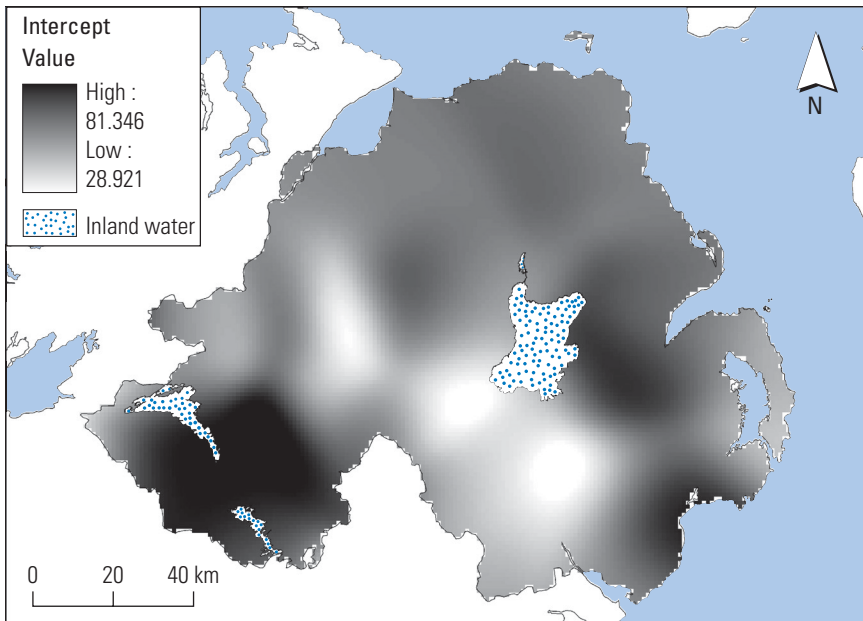 Intercept
Value
High :
81.346
Low :
28.921
Inland water
N
0 20 40 km